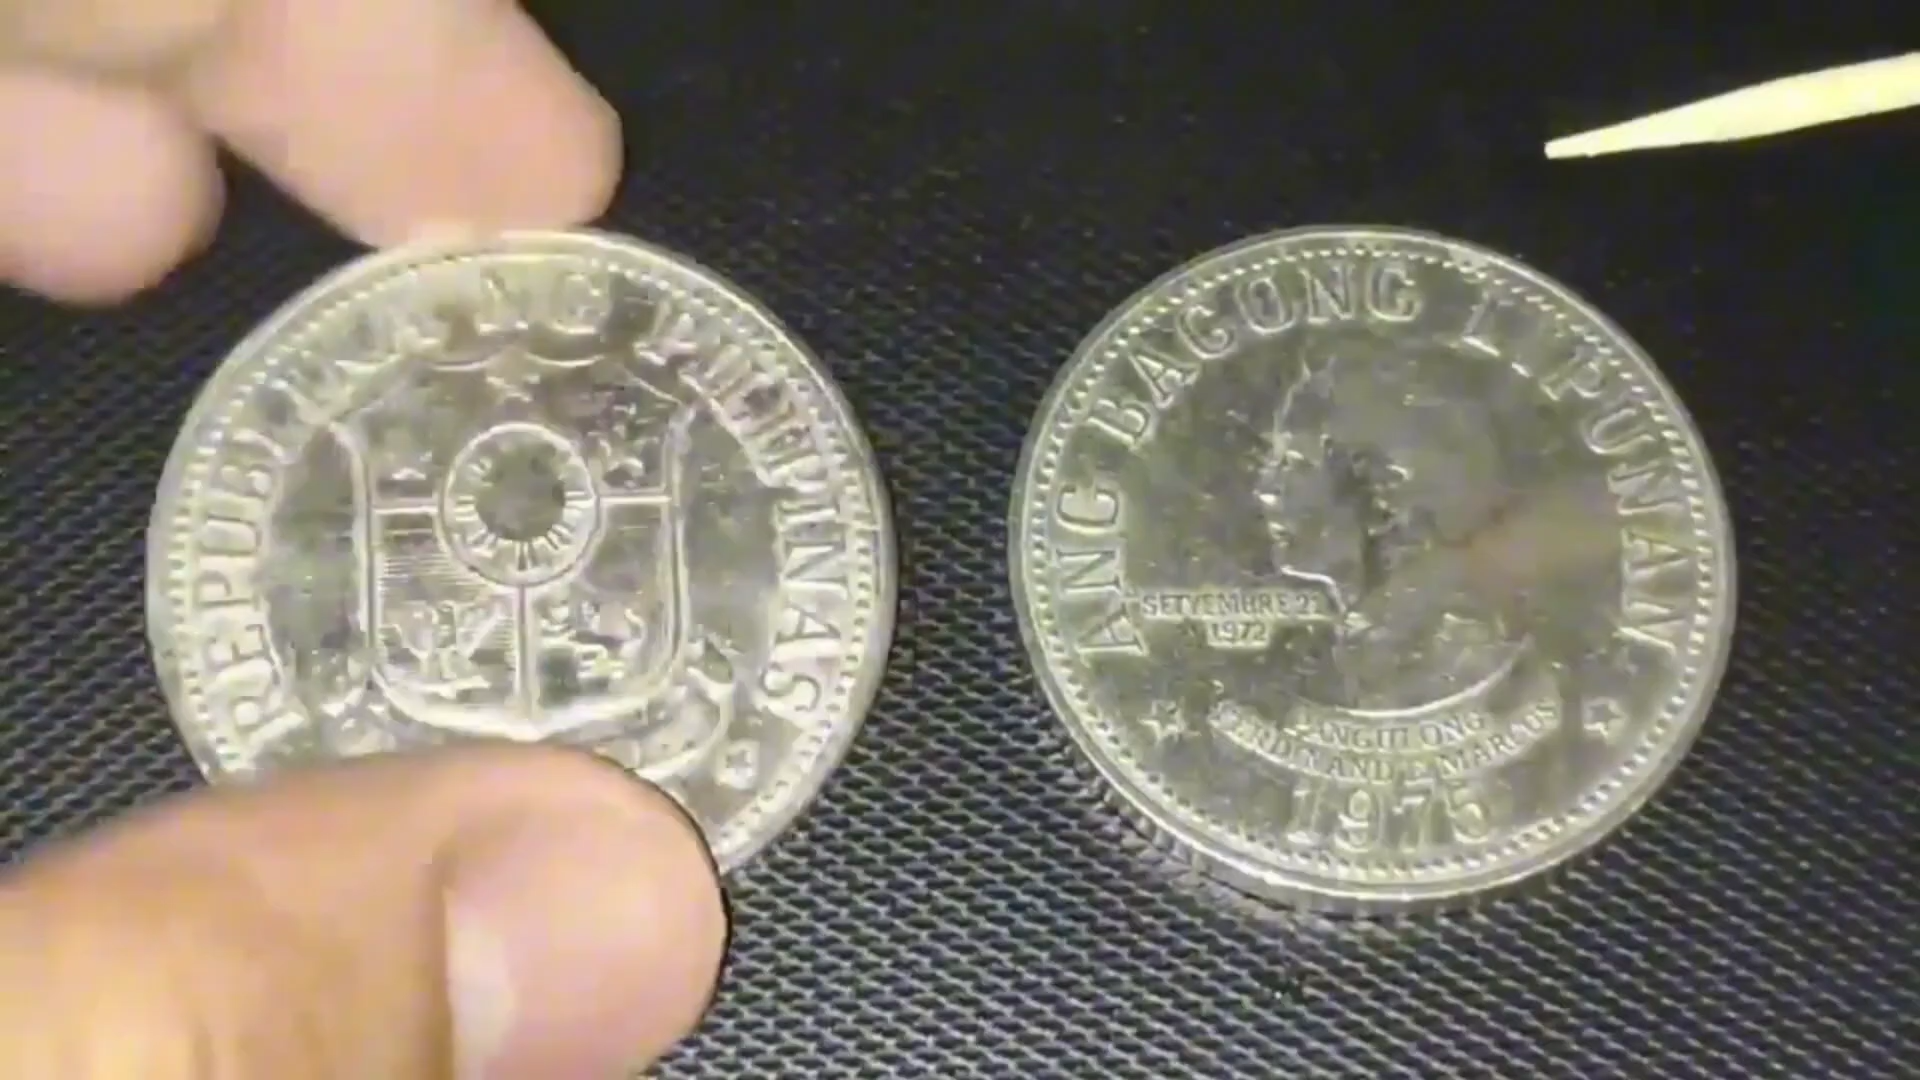 REPUBLIKA NG PILIPINAS
ANG BAGONG LIPUNAN
SETYEMBRE 21
1972
PANGULONG
FERDINAND E MARCOS
1975